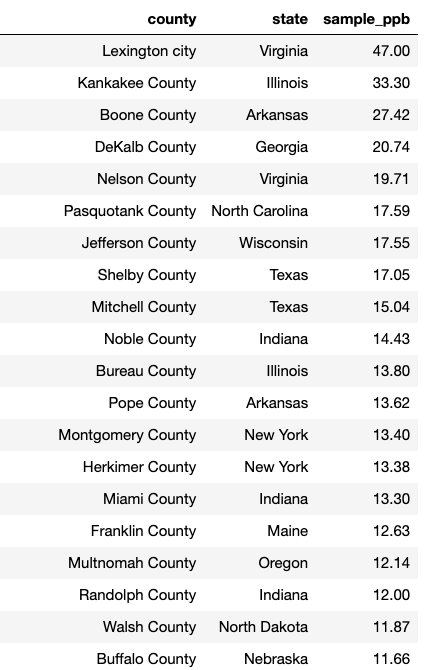 county state sample_ppb
Lexington city Virginia 47.00
Kankakee County Illinois 33.30
Boone County Arkansas 27.42
DeKalb County Georgia 20.74
Nelson County Virginia 19.71
Pasquotank County North Carolina 17.59
Jefferson County Wisconsin 17.55
Shelby County Texas 17.05
Mitchell County Texas 15.04
Noble County Indiana 14.43
Bureau County Illinois 13.80
Pope County Arkansas 13.62
Montgomery County New York 13.40
Herkimer County New York 13.38
Miami County Indiana 13.30
Franklin County Maine 12.63
Multnomah County Oregon 12.14
Randolph County Indiana 12.00
Walsh County North Dakota 11.87
Buffalo County Nebraska 11.66